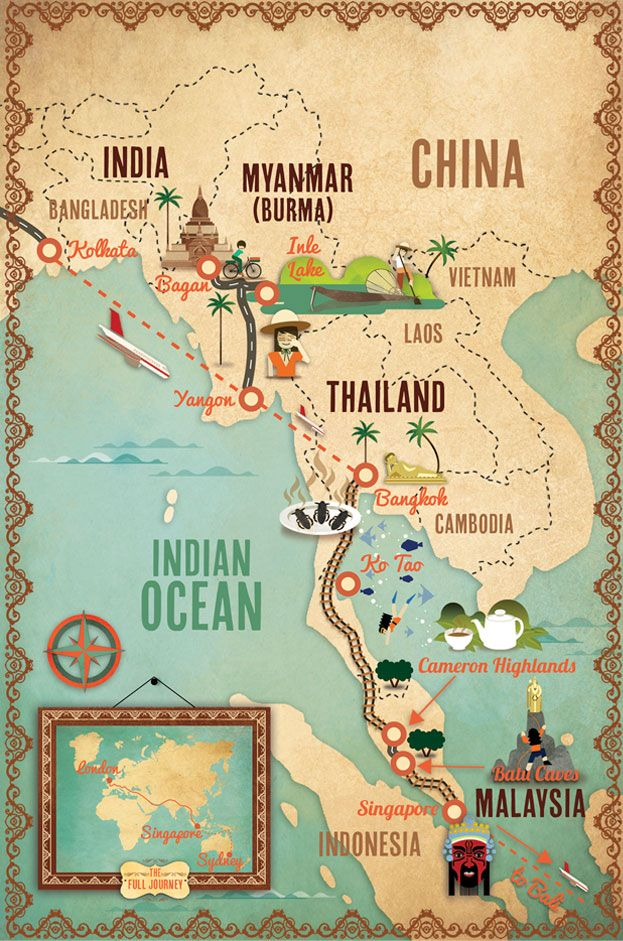 INDIA
MYANMAR
(BURMA)
CHINA
BANGLADESH
Kolkata
Bagan
Inle
Lake
VIETNAM
LAOS
Yangon
THAILAND
Bangkok
CAMBODIA
Ko Tao
INDIAN
OCEAN
Cameron Highlands
Batu Caves
Singapore
MALAYSIA
INDONESIA
to Bali
London
Singapore
Sydney
THE
FULL JOURNEY